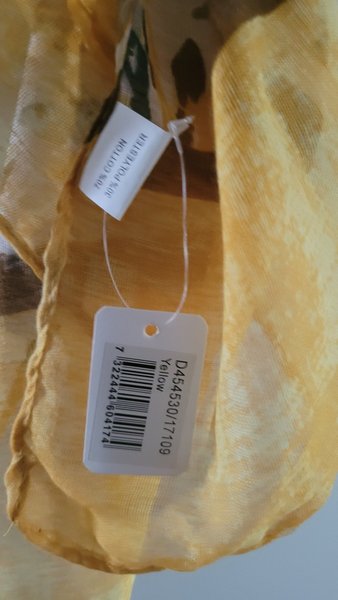 70% COTTON
30% POLYESTER
D454530/17109
Yellow
7 322444 604174